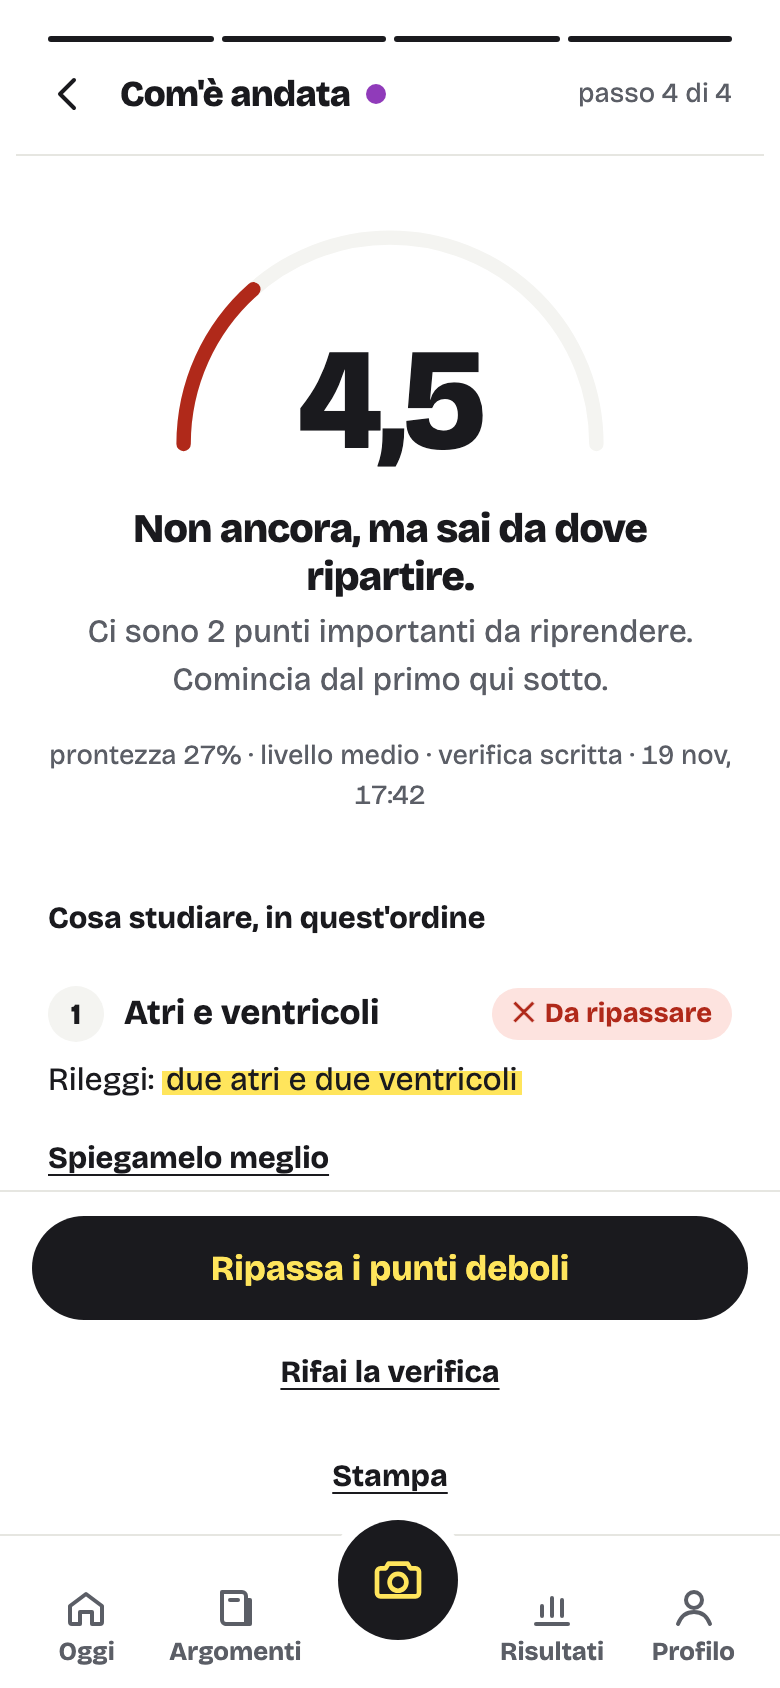 Com'è andata
passo 4 di 4
4,5
Non ancora, ma sai da dove
ripartire.
Ci sono 2 punti importanti da riprendere.
Comincia dal primo qui sotto.
prontezza 27% · livello medio · verifica scritta · 19 nov,
17:42
Cosa studiare, in quest'ordine
1 Atri e ventricoli
Da ripassare
Rileggi: due atri e due ventricoli
Spiegamelo meglio
Ripassa i punti deboli
Rifai la verifica
Stampa
Oggi
Argomenti
Risultati
Profilo